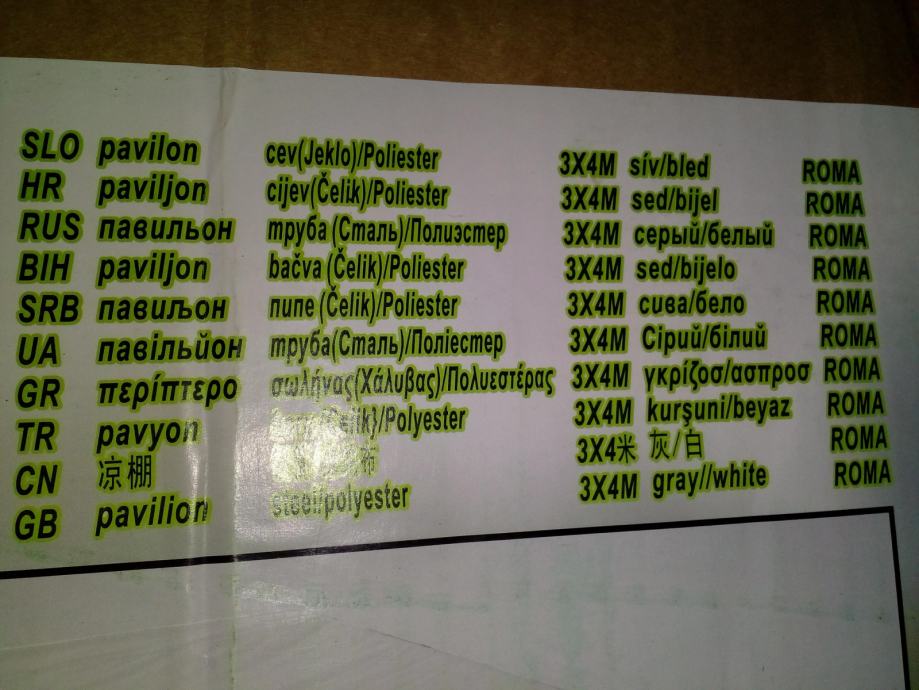 SLO pavilon cev(Jeklo)/Poliester 3X4M sív/bled ROMA
HR paviljon cijev(Čelik)/Poliester 3X4M sed/bijel ROMA
RUS павильон труба (Сталь)/Полиэстер 3X4M серый/белый ROMA
BIH paviljon bačva (Čelik)/Poliester 3X4M sed/bijelo ROMA
SRB павиљон пипе (Čelik)/Poliester 3X4M сива/бело ROMA
UA павільйон труба(Сталь)/Поліестер 3X4M Сірий/білий ROMA
GR περίπτερο σωλήνας(Χάλυβας)/Πολυεστέρας 3X4M γκρίζοσ/ασπροσ ROMA
TR pavyon (Çelik)/Polyester 3X4M kurşuni/beyaz ROMA
CN 凉棚 布 3X4米 灰/白 ROMA
GB pavilion steel/polyester 3X4M gray//white ROMA